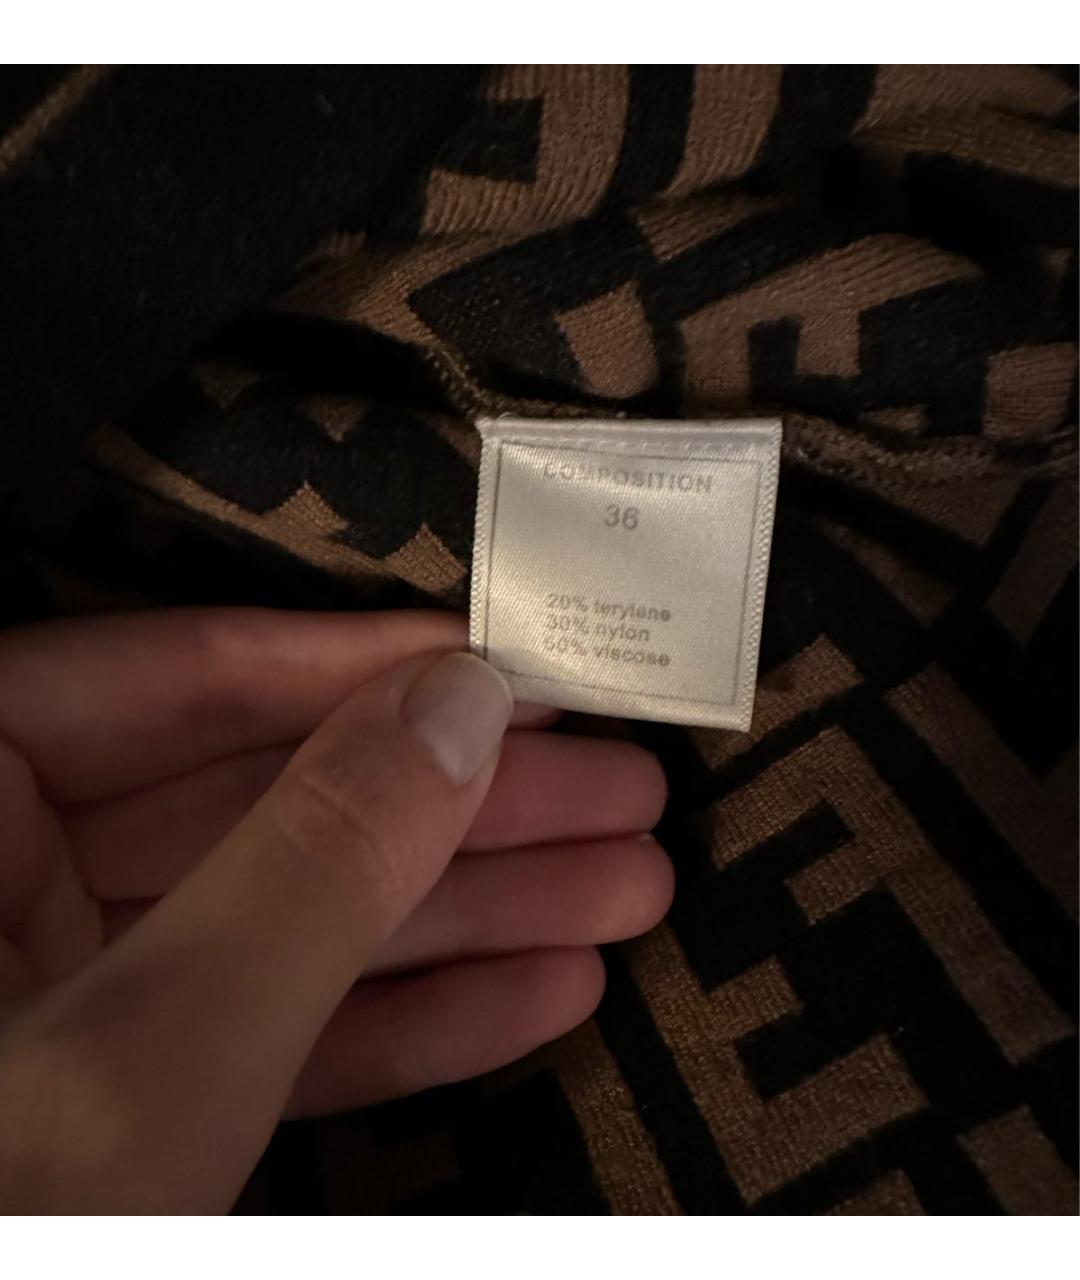 COMPOSITION
36
20% terylene
30% nylon
50% viscose